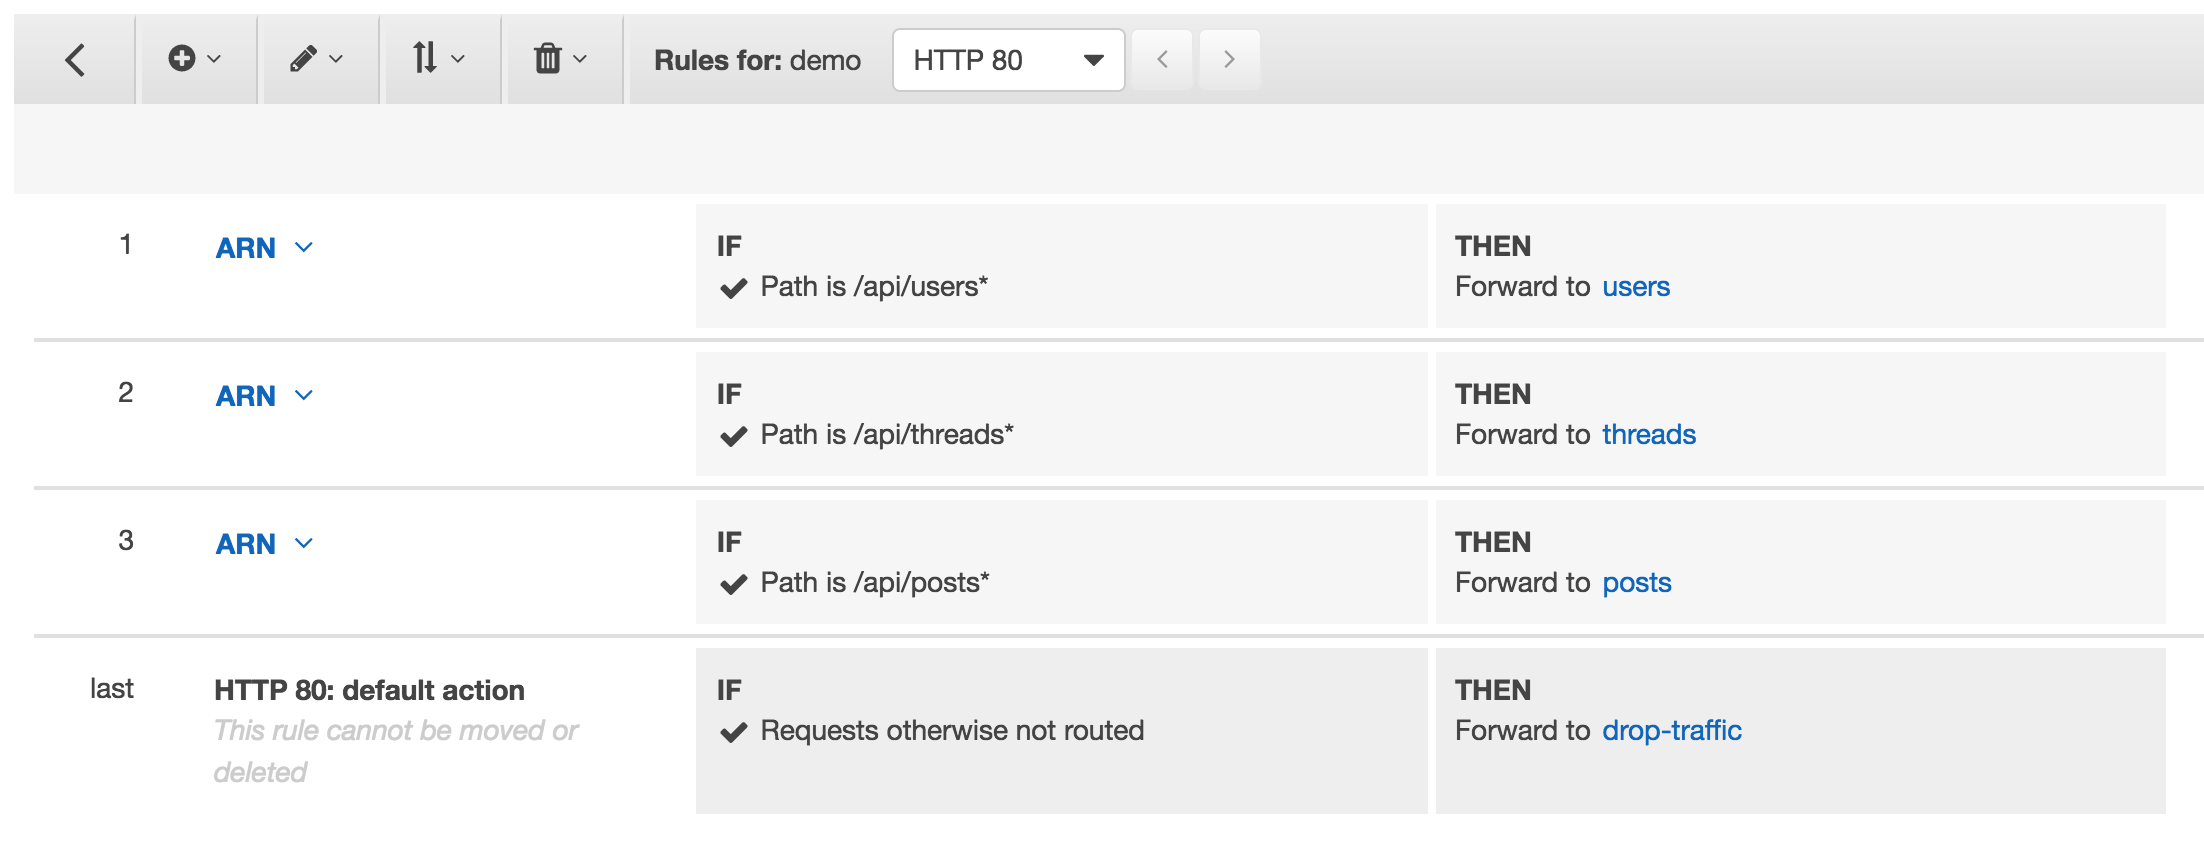 Rules for: demo HTTP 80
1 ARN IF THEN
Path is /api/users* Forward to users
2 ARN IF THEN
Path is /api/threads* Forward to threads
3 ARN IF THEN
Path is /api/posts* Forward to posts
last HTTP 80: default action IF THEN
This rule cannot be moved or Requests otherwise not routed Forward to drop-traffic
deleted